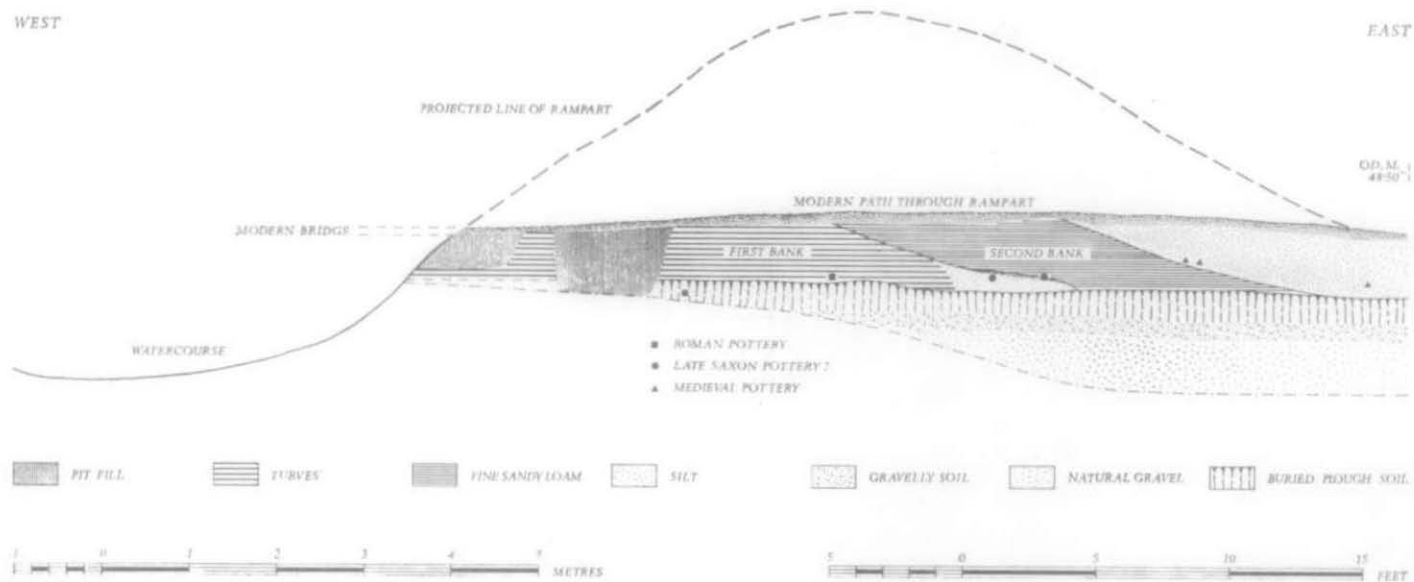 WEST
EAST
PROJECTED LINE OF RAMPART
O.D. M.
48·50
MODERN PATH THROUGH RAMPART
MODERN BRIDGE
FIRST BANK
SECOND BANK
WATERCOURSE
ROMAN POTTERY
LATE SAXON POTTERY?
MEDIEVAL POTTERY
PIT FILL
TURVES
FINE SANDY LOAM
SILT
GRAVELLY SOIL
NATURAL GRAVEL
BURIED PLOUGH SOIL
1 0 1 2 3 4 5 METRES
5 0 5 10 15 FEET